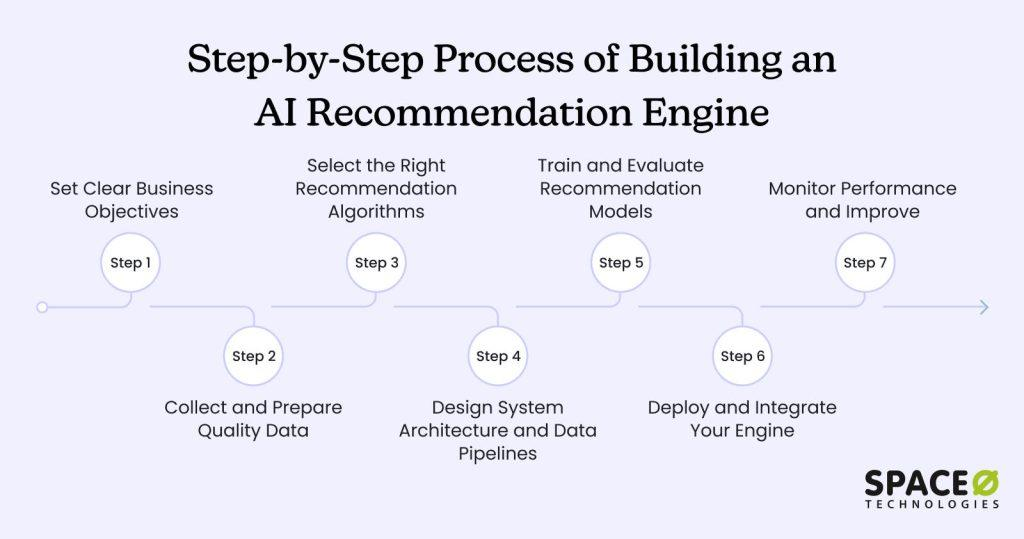 Step-by-Step Process of Building an
AI Recommendation Engine
Set Clear Business
Objectives
Step 1
Step 2
Collect and Prepare
Quality Data
Select the Right
Recommendation
Algorithms
Step 3
Step 4
Design System
Architecture and Data
Pipelines
Train and Evaluate
Recommendation
Models
Step 5
Step 6
Deploy and Integrate
Your Engine
Monitor Performance
and Improve
Step 7
SPACEO
TECHNOLOGIES